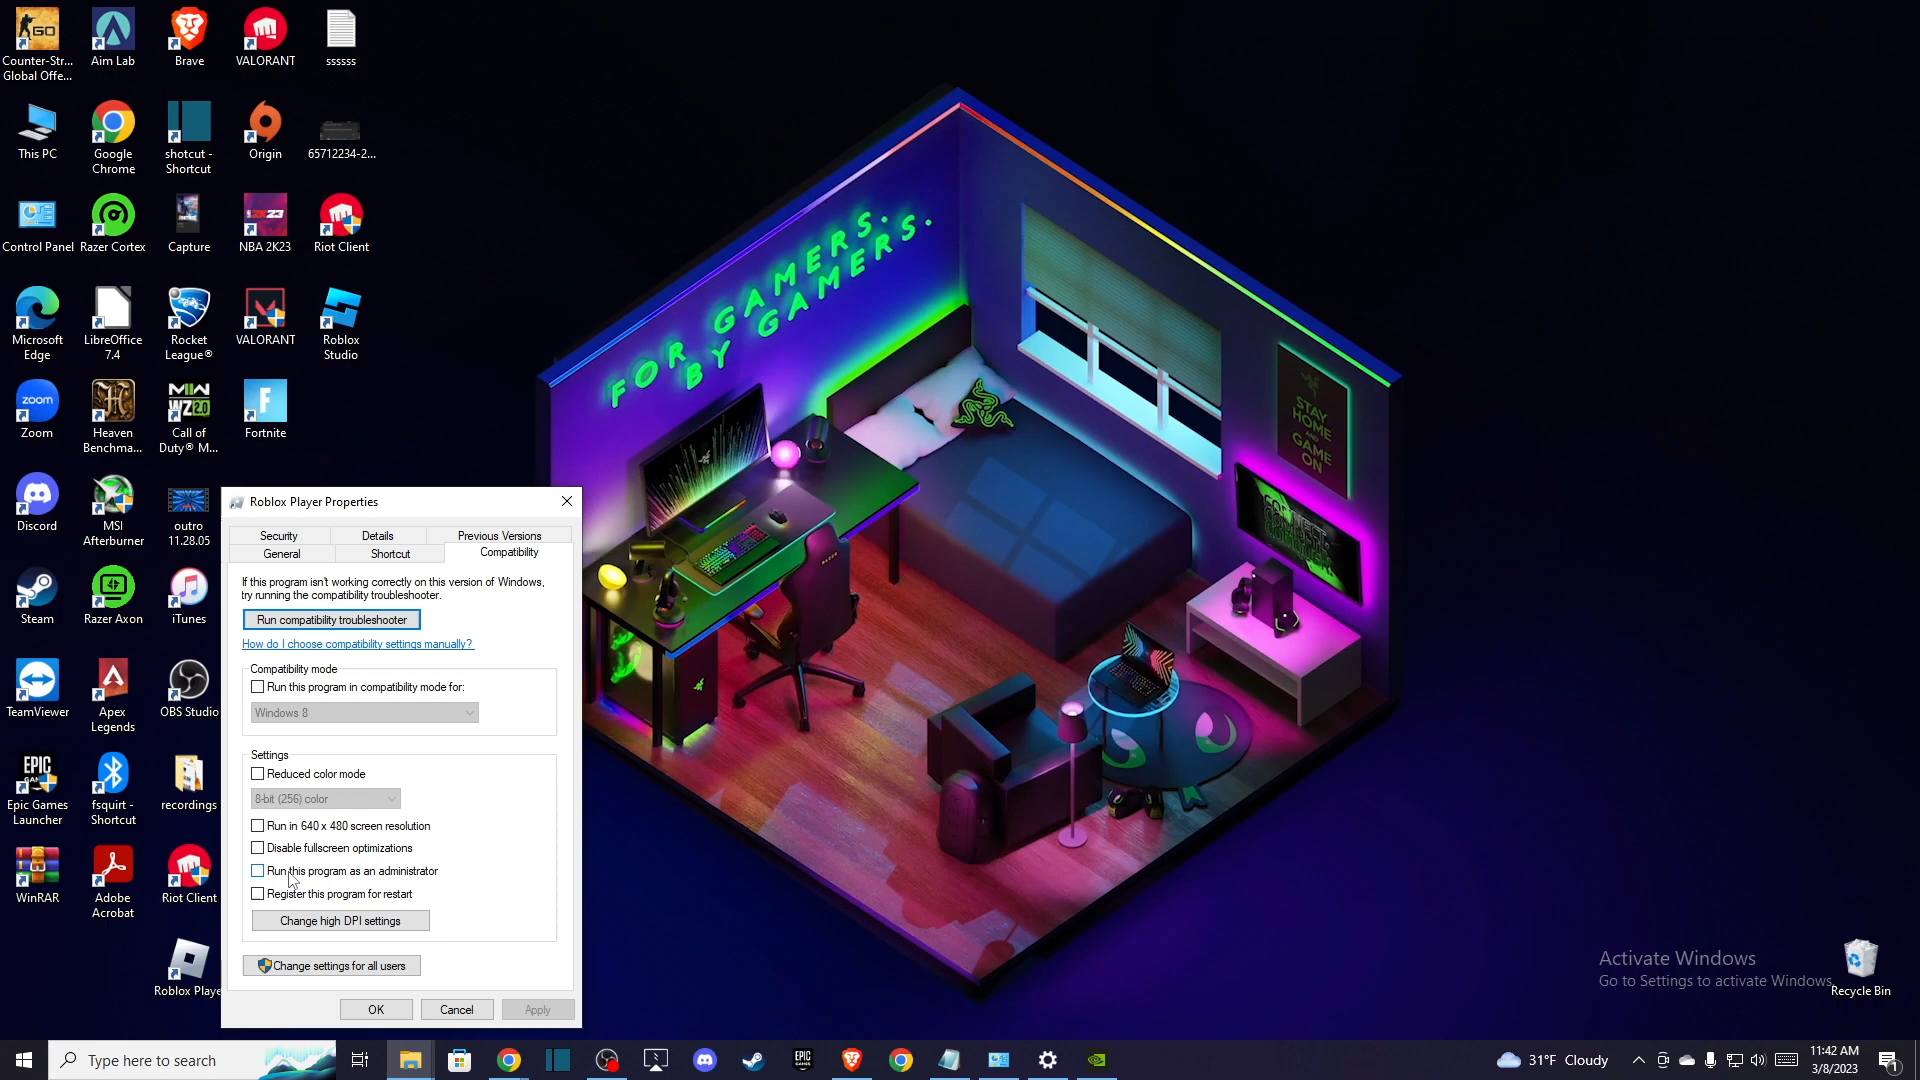 Counter-Str...
Global Offe...
Aim Lab
Brave
VALORANT
ssssss
This PC
Google
Chrome
shotcut -
Shortcut
Origin
65712234-2...
Control Panel
Razer Cortex
Capture
NBA 2K23
Riot Client
Microsoft
Edge
LibreOffice
7.4
Rocket
League®
VALORANT
Roblox
Studio
Zoom
Heaven
Benchma...
Call of
Duty® M...
Fortnite
Discord
MSI
Afterburner
outro
11.28.05
Steam
Razer Axon
iTunes
TeamViewer
Apex
Legends
OBS Studio
Epic Games
Launcher
fsquirt -
Shortcut
recordings
WinRAR
Adobe
Acrobat
Riot Client
Roblox Playe
FOR GAMERS.
BY GAMERS.
STAY
HOME
AND
GAME
ON
Roblox Player Properties
Security
Details
Previous Versions
General
Shortcut
Compatibility
If this program isn't working correctly on this version of Windows,
try running the compatibility troubleshooter.
Run compatibility troubleshooter
How do I choose compatibility settings manually?
Compatibility mode
Run this program in compatibility mode for:
Windows 8
Settings
Reduced color mode
8-bit (256) color
Run in 640 x 480 screen resolution
Disable fullscreen optimizations
Run this program as an administrator
Register this program for restart
Change high DPI settings
Change settings for all users
OK
Cancel
Apply
Activate Windows
Go to Settings to activate Windows.
Recycle Bin
Type here to search
31°F Cloudy
11:42 AM
3/8/2023
1